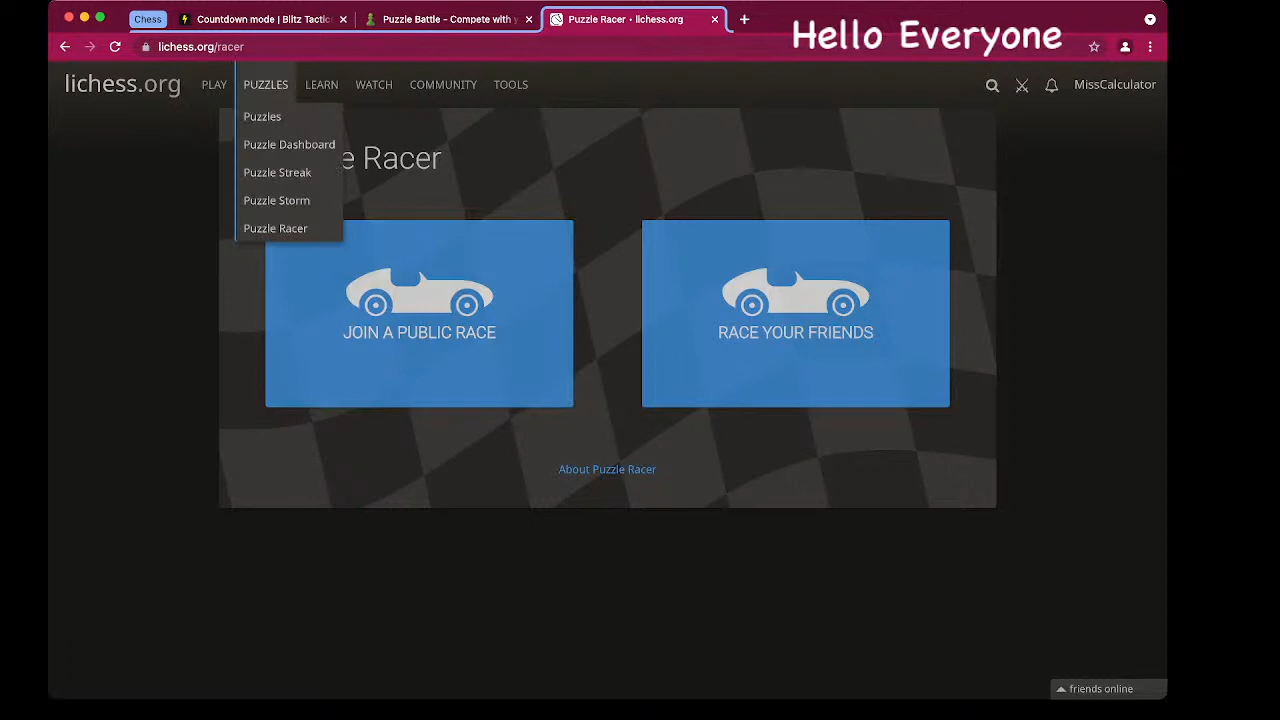 Chess
Countdown mode | Blitz Tactic
Puzzle Battle - Compete with y
Puzzle Racer • lichess.org
Hello Everyone
lichess.org/racer
lichess.org
PLAY
PUZZLES
LEARN
WATCH
COMMUNITY
TOOLS
MissCalculator
Puzzles
Puzzle Dashboard
Puzzle Streak
Puzzle Storm
Puzzle Racer
e Racer
JOIN A PUBLIC RACE
RACE YOUR FRIENDS
About Puzzle Racer
friends online